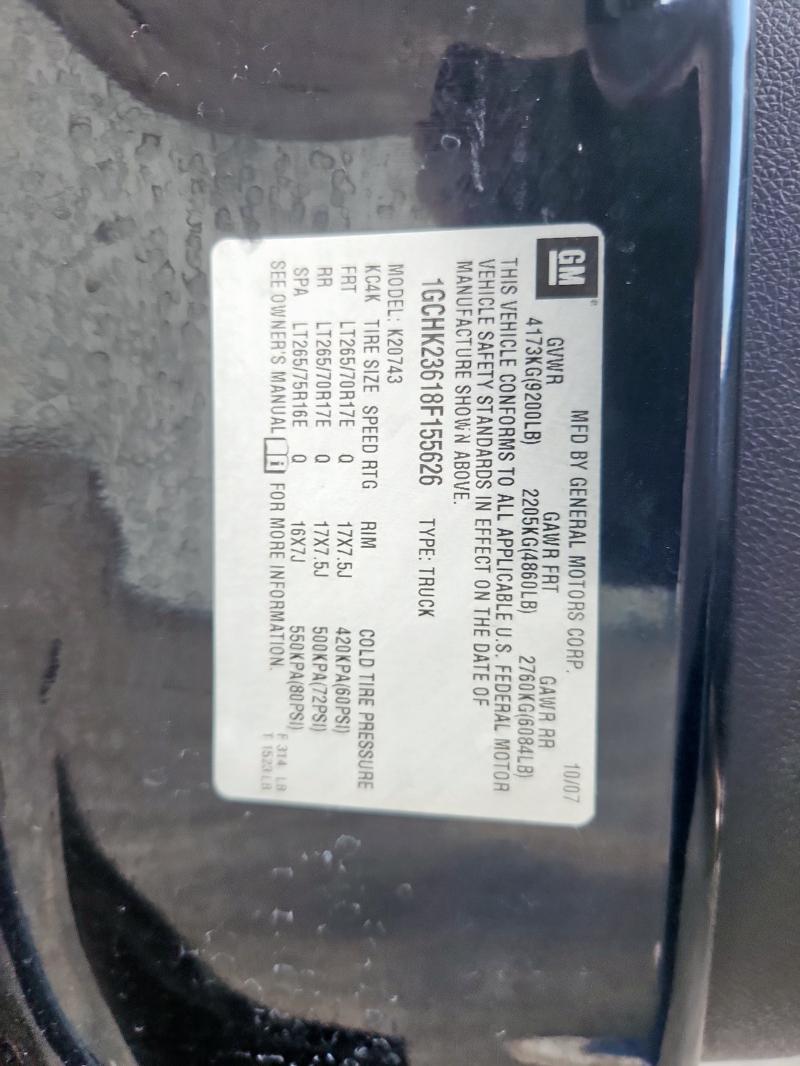 GM
MFD BY GENERAL MOTORS CORP. 10/07
GVWR GAWR FRT GAWR RR
4173KG(9200LB) 2205KG(4860LB) 2760KG(6084LB)
THIS VEHICLE CONFORMS TO ALL APPLICABLE U.S. FEDERAL MOTOR
VEHICLE SAFETY STANDARDS IN EFFECT ON THE DATE OF
MANUFACTURE SHOWN ABOVE.
1GCHK23618F155626 TYPE: TRUCK
MODEL: K20743
KC4K TIRE SIZE SPEED RTG RIM COLD TIRE PRESSURE
FRT LT265/70R17E Q 17X7.5J 420KPA(60PSI)
RR LT265/70R17E Q 17X7.5J 500KPA(72PSI)
SPA LT265/75R16E Q 16X7J 550KPA(80PSI)
SEE OWNER'S MANUAL i FOR MORE INFORMATION.
F 314 LB
T 1523 LB